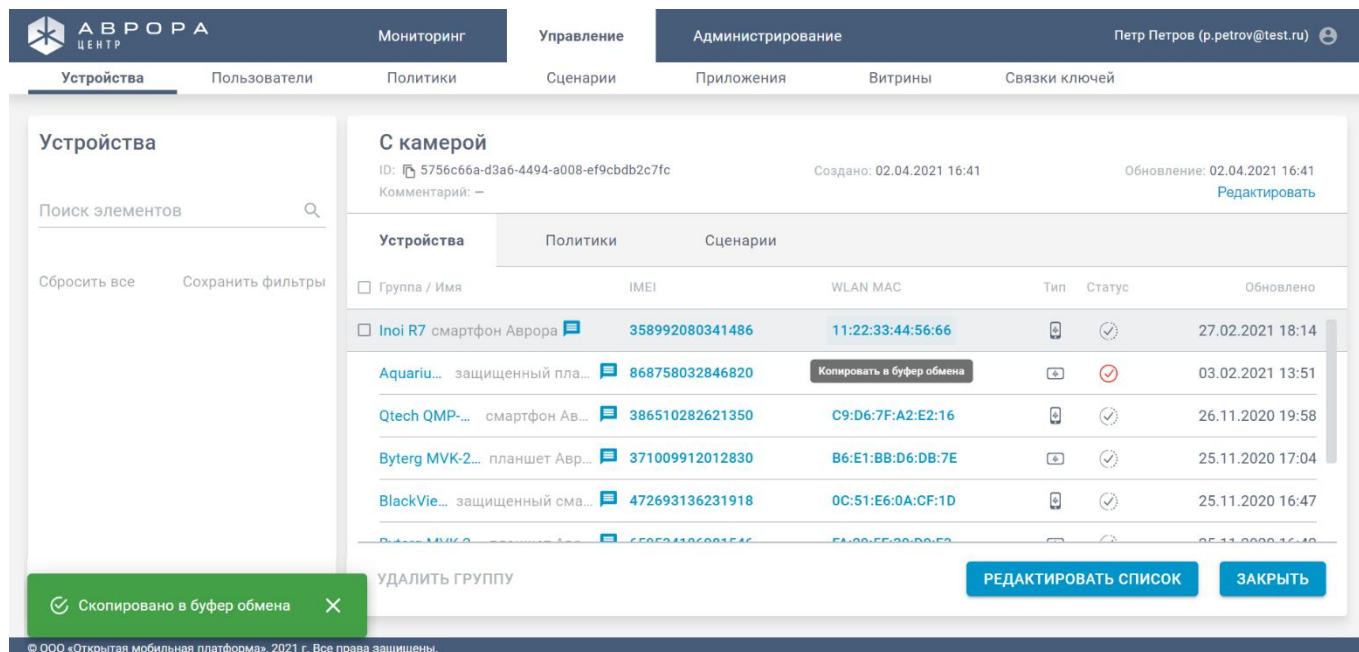 АВРОРА
ЦЕНТР
Мониторинг Управление Администрирование Петр Петров (p.petrov@test.ru)
Устройства Пользователи Политики Сценарии Приложения Витрины Связки ключей
Устройства
Поиск элементов
Сбросить все Сохранить фильтры
С камерой
ID: 5756c66a-d3a6-4494-a008-ef9cbdb2c7fc Создано: 02.04.2021 16:41 Обновление: 02.04.2021 16:41
Комментарий: — Редактировать
Устройства Политики Сценарии
Группа / Имя IMEI WLAN MAC Тип Статус Обновлено
Inoi R7 смартфон Аврора 358992080341486 11:22:33:44:56:66 27.02.2021 18:14
Aquariu... защищенный пла... 868758032846820 Копировать в буфер обмена 03.02.2021 13:51
Qtech QMP-... смартфон Ав... 386510282621350 C9:D6:7F:A2:E2:16 26.11.2020 19:58
Byterg MVK-2... планшет Авр... 371009912012830 B6:E1:BB:D6:DB:7E 25.11.2020 17:04
BlackVie... защищенный сма... 472693136231918 0C:51:E6:0A:CF:1D 25.11.2020 16:47
УДАЛИТЬ ГРУППУ РЕДАКТИРОВАТЬ СПИСОК ЗАКРЫТЬ
Скопировано в буфер обмена
© ООО «Открытая мобильная платформа», 2021 г. Все права защищены.